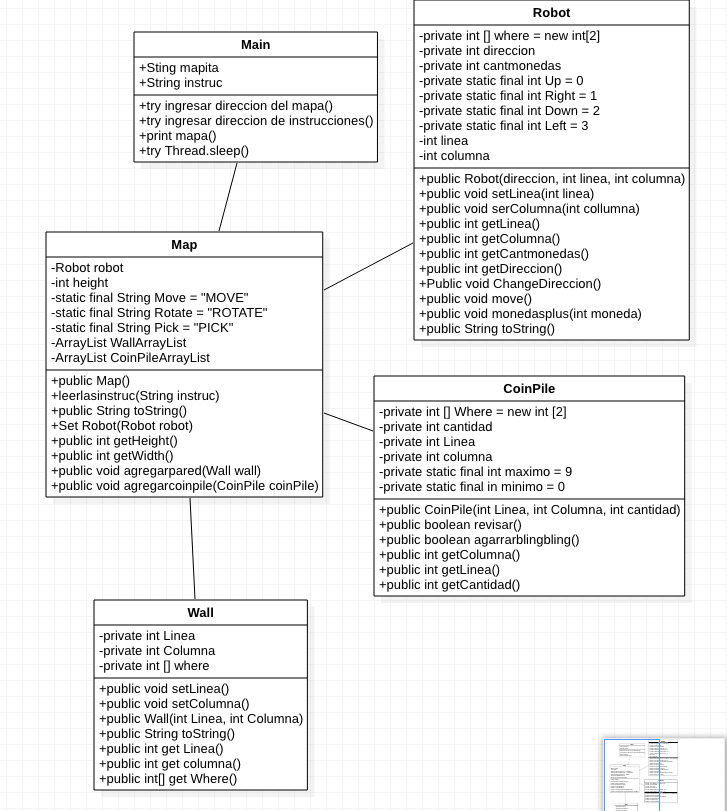 Main
+Sting mapita
+String instruc
+try ingresar direccion del mapa()
+try ingresar direccion de instrucciones()
+print mapa()
+try Thread.sleep()
Robot
-private int [] where = new int[2]
-private int direccion
-private int cantmonedas
-private static final int Up = 0
-private static final int Right = 1
-private static final int Down = 2
-private static final int Left = 3
-int linea
-int columna
+public Robot(direccion, int linea, int columna)
+public void setLinea(int linea)
+public void serColumna(int collumna)
+public int getLinea()
+public int getColumna()
+public int getCantmonedas()
+public int getDireccion()
+Public void ChangeDireccion()
+public void move()
+public void monedasplus(int moneda)
+public String toString()
Map
-Robot robot
-int height
-static final String Move = "MOVE"
-static final String Rotate = "ROTATE"
-static final String Pick = "PICK"
-ArrayList WallArrayList
-ArrayList CoinPileArrayList
+public Map()
+leerlasinstruc(String instruc)
+public String toString()
+Set Robot(Robot robot)
+public int getHeight()
+public int getWidth()
+public void agregarpared(Wall wall)
+public void agregarcoinpile(CoinPile coinPile)
CoinPile
-private int [] Where = new int [2]
-private int cantidad
-private int Linea
-private int columna
-private static final int maximo = 9
-private static final in minimo = 0
+public CoinPile(int Linea, int Columna, int cantidad)
+public boolean revisar()
+public boolean agarrarblingbling()
+public int getColumna()
+public int getLinea()
+public int getCantidad()
Wall
-private int Linea
-private int Columna
-private int [] where
+public void setLinea()
+public void setColumna()
+public Wall(int Linea, int Columna)
+public String toString()
+public int get Linea()
+public int get columna()
+public int[] get Where()